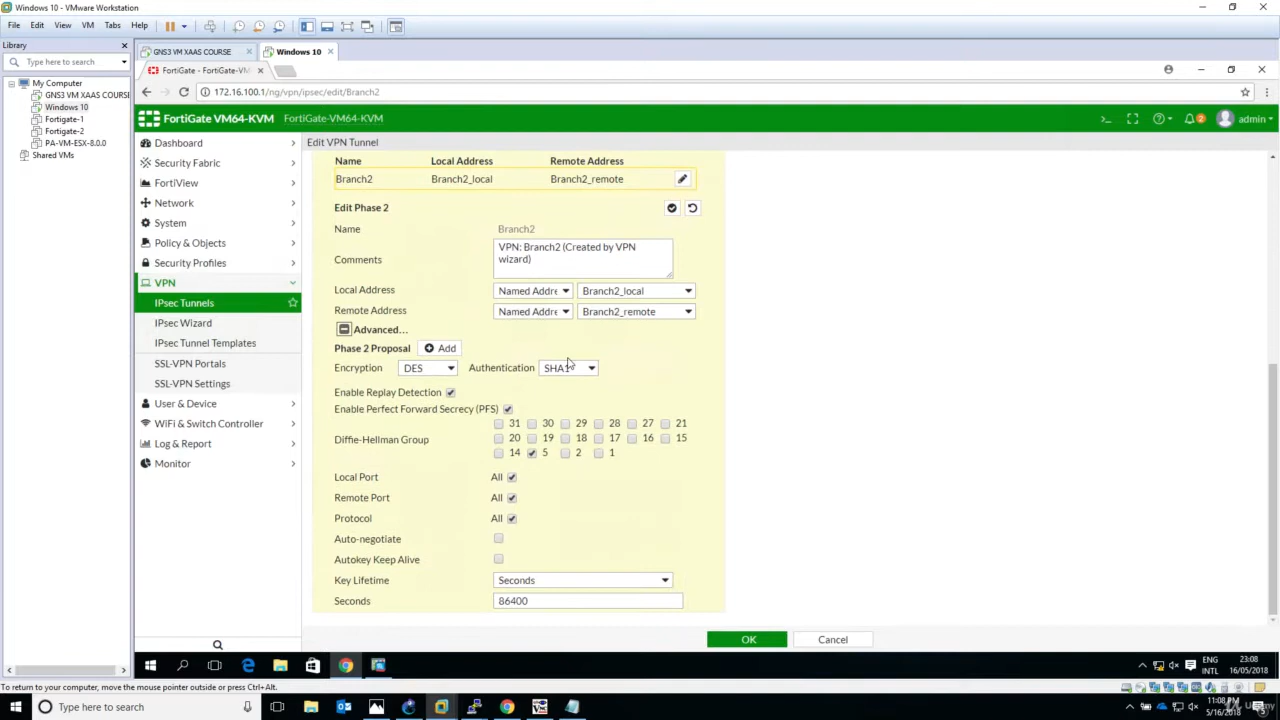 Windows 10 - VMware Workstation
File Edit View VM Tabs Help
Library
Type here to search
My Computer
GNS3 VM XAAS COURSE
Windows 10
Fortigate-1
Fortigate-2
PA-VM-ESX-8.0.0
Shared VMs
GNS3 VM XAAS COURSE
Windows 10
FortiGate - FortiGate-VM
172.16.100.1/ng/vpn/ipsec/edit/Branch2
FortiGate VM64-KVM FortiGate-VM64-KVM
2 admin
Dashboard
Security Fabric
FortiView
Network
System
Policy & Objects
Security Profiles
VPN
IPsec Tunnels
IPsec Wizard
IPsec Tunnel Templates
SSL-VPN Portals
SSL-VPN Settings
User & Device
WiFi & Switch Controller
Log & Report
Monitor
Edit VPN Tunnel
Name Local Address Remote Address
Branch2 Branch2_local Branch2_remote
Edit Phase 2
Name Branch2
Comments VPN: Branch2 (Created by VPN
wizard)
Local Address Named Addre Branch2_local
Remote Address Named Addre Branch2_remote
Advanced...
Phase 2 Proposal Add
Encryption DES Authentication SHA1
Enable Replay Detection
Enable Perfect Forward Secrecy (PFS)
Diffie-Hellman Group
31 30 29 28 27 21
20 19 18 17 16 15
14 5 2 1
Local Port All
Remote Port All
Protocol All
Auto-negotiate
Autokey Keep Alive
Key Lifetime Seconds
Seconds 86400
OK Cancel
ENG
INTL
23:08
16/05/2018
To return to your computer, move the mouse pointer outside or press Ctrl+Alt.
Type here to search
11:08 PM
5/16/2018
Udemy